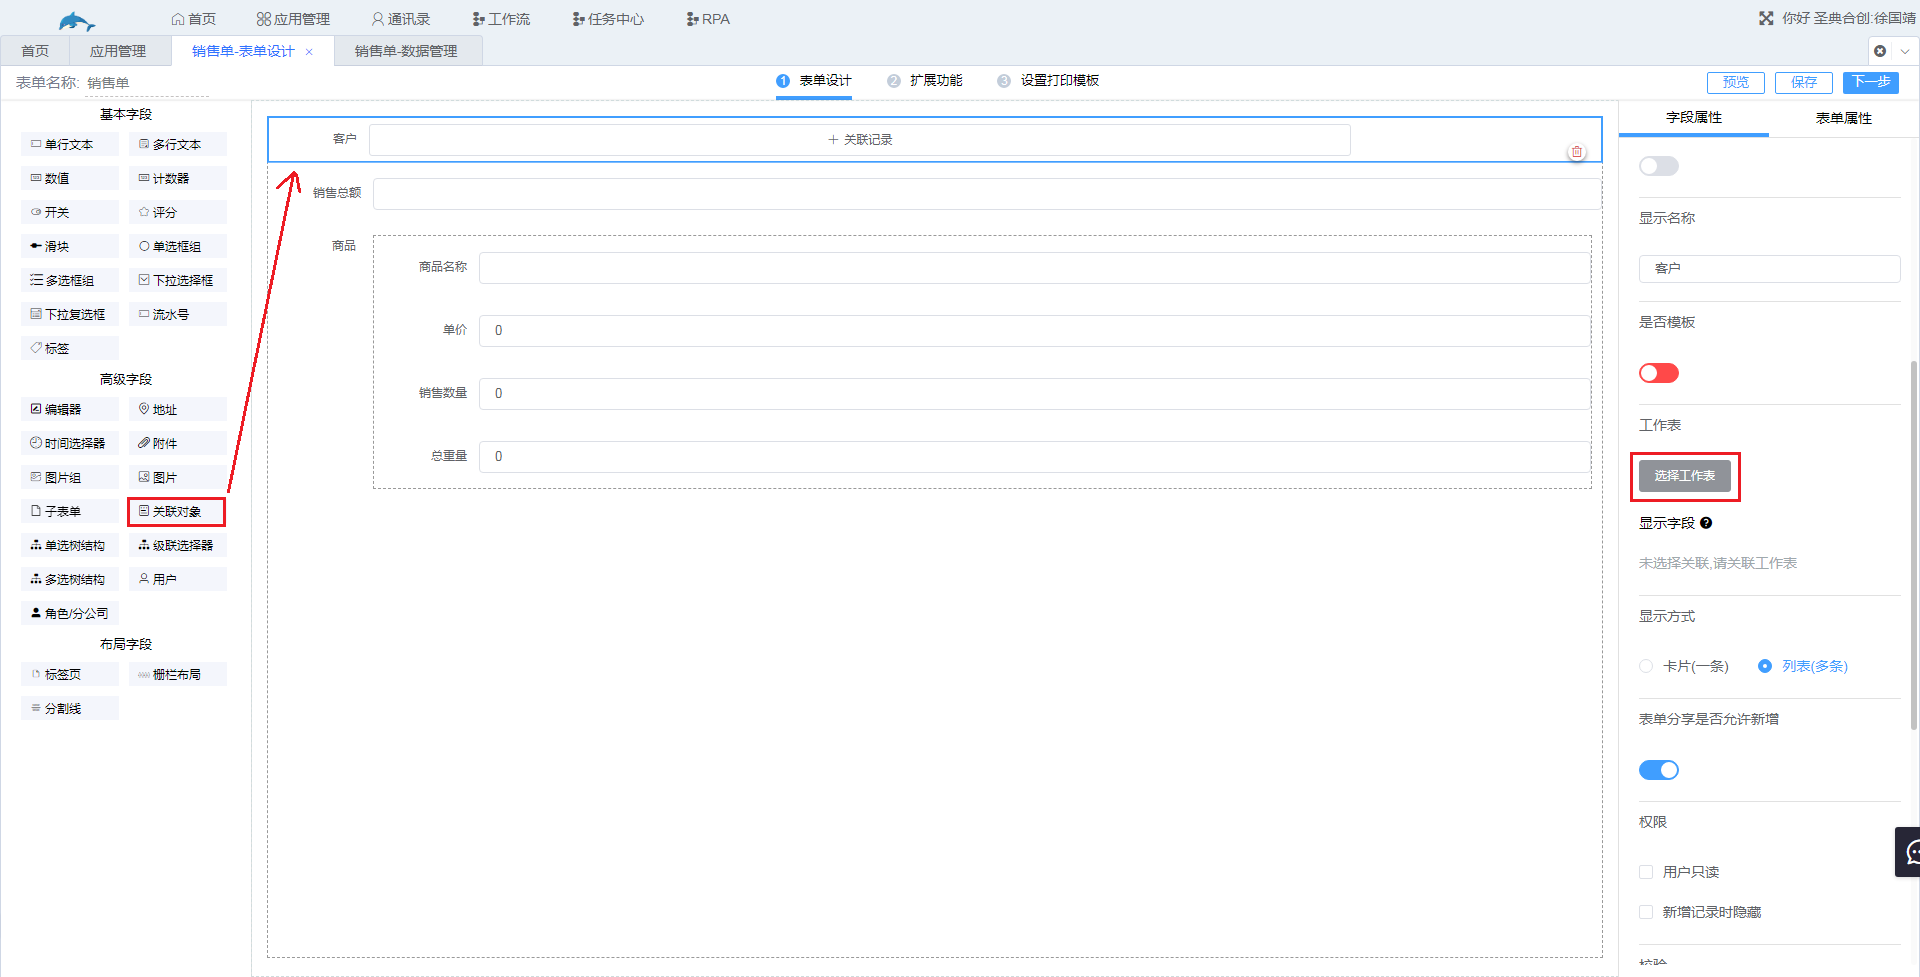 首页 应用管理 通讯录 工作流 任务中心 RPA 你好 圣典合创:徐国靖
首页 应用管理 销售单-表单设计 × 销售单-数据管理
表单名称: 销售单 1 表单设计 2 扩展功能 3 设置打印模板 预览 保存 下一步
基本字段
单行文本 多行文本
数值 计数器
开关 评分
滑块 单选框组
多选框组 下拉选择框
下拉复选框 流水号
标签
高级字段
编辑器 地址
时间选择器 附件
图片组 图片
子表单 关联对象
单选树结构 级联选择器
多选树结构 用户
角色/分公司
布局字段
标签页 栅栏布局
分割线
客户 + 关联记录
销售总额
商品
商品名称
单价 0
销售数量 0
总重量 0
字段属性 表单属性
显示名称
客户
是否模板
工作表
选择工作表
显示字段 ?
未选择关联,请关联工作表
显示方式
卡片(一条) 列表(多条)
表单分享是否允许新增
权限
用户只读
新增记录时隐藏
校验